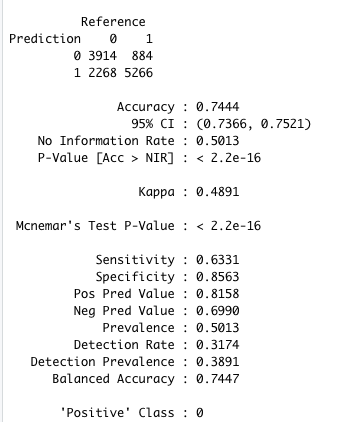 Reference
Prediction 0 1
0 3914 884
1 2268 5266
Accuracy : 0.7444
95% CI : (0.7366, 0.7521)
No Information Rate : 0.5013
P-Value [Acc > NIR] : < 2.2e-16
Kappa : 0.4891
Mcnemar's Test P-Value : < 2.2e-16
Sensitivity : 0.6331
Specificity : 0.8563
Pos Pred Value : 0.8158
Neg Pred Value : 0.6990
Prevalence : 0.5013
Detection Rate : 0.3174
Detection Prevalence : 0.3891
Balanced Accuracy : 0.7447
'Positive' Class : 0